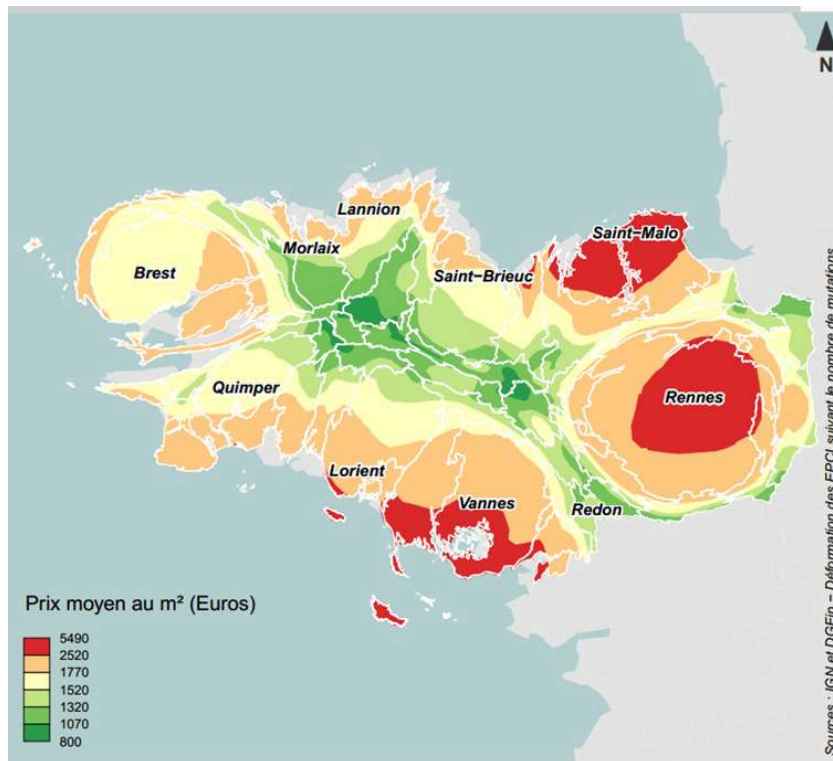 N
Lannion
Morlaix
Saint-Malo
Brest
Saint-Brieuc
Quimper
Rennes
Lorient
Vannes
Redon
Prix moyen au m² (Euros)
5490
2520
1770
1520
1320
1070
800
Sources : IGN et DGFip - Déformation des EPCI suivant le nombre de mutations